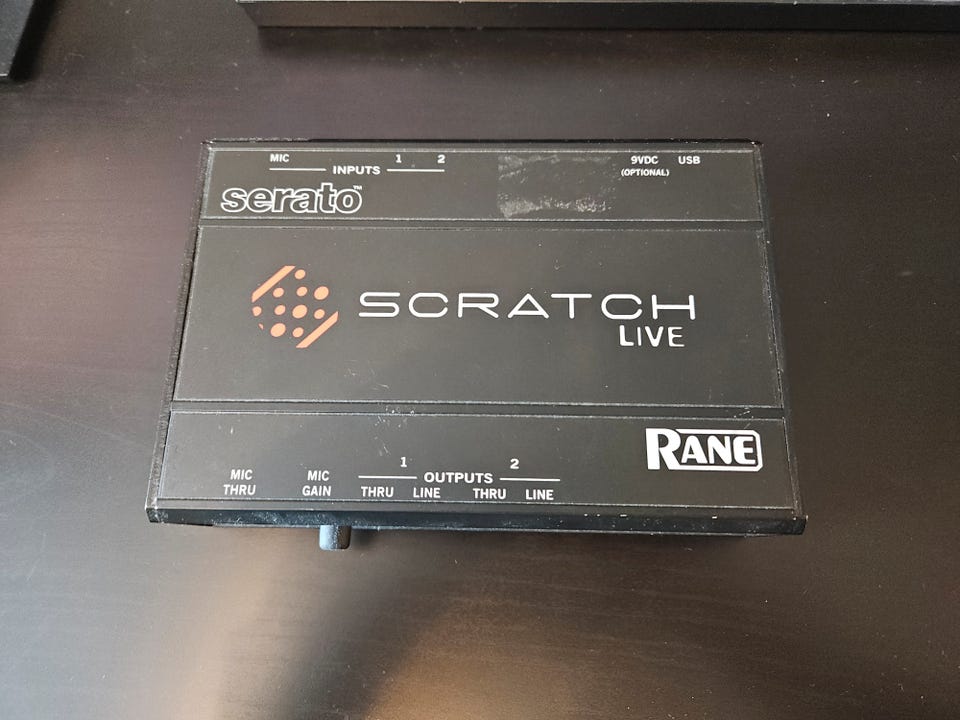 MIC 1 2 9VDC USB
INPUTS (OPTIONAL)
serato™
SCRATCH
LIVE
RANE
1 2
OUTPUTS
MIC THRU MIC GAIN THRU LINE THRU LINE